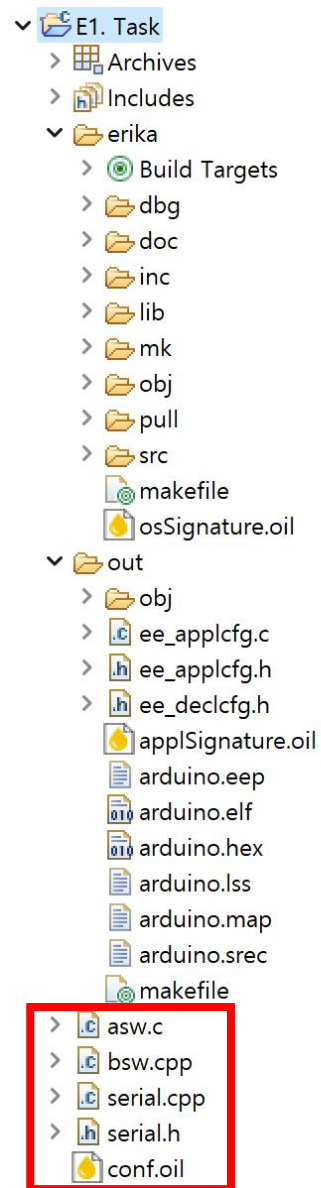 E1. Task
Archives
Includes
erika
Build Targets
dbg
doc
inc
lib
mk
obj
pull
src
makefile
osSignature.oil
out
obj
ee_applcfg.c
ee_applcfg.h
ee_declcfg.h
applSignature.oil
arduino.eep
arduino.elf
arduino.hex
arduino.lss
arduino.map
arduino.srec
makefile
asw.c
bsw.cpp
serial.cpp
serial.h
conf.oil